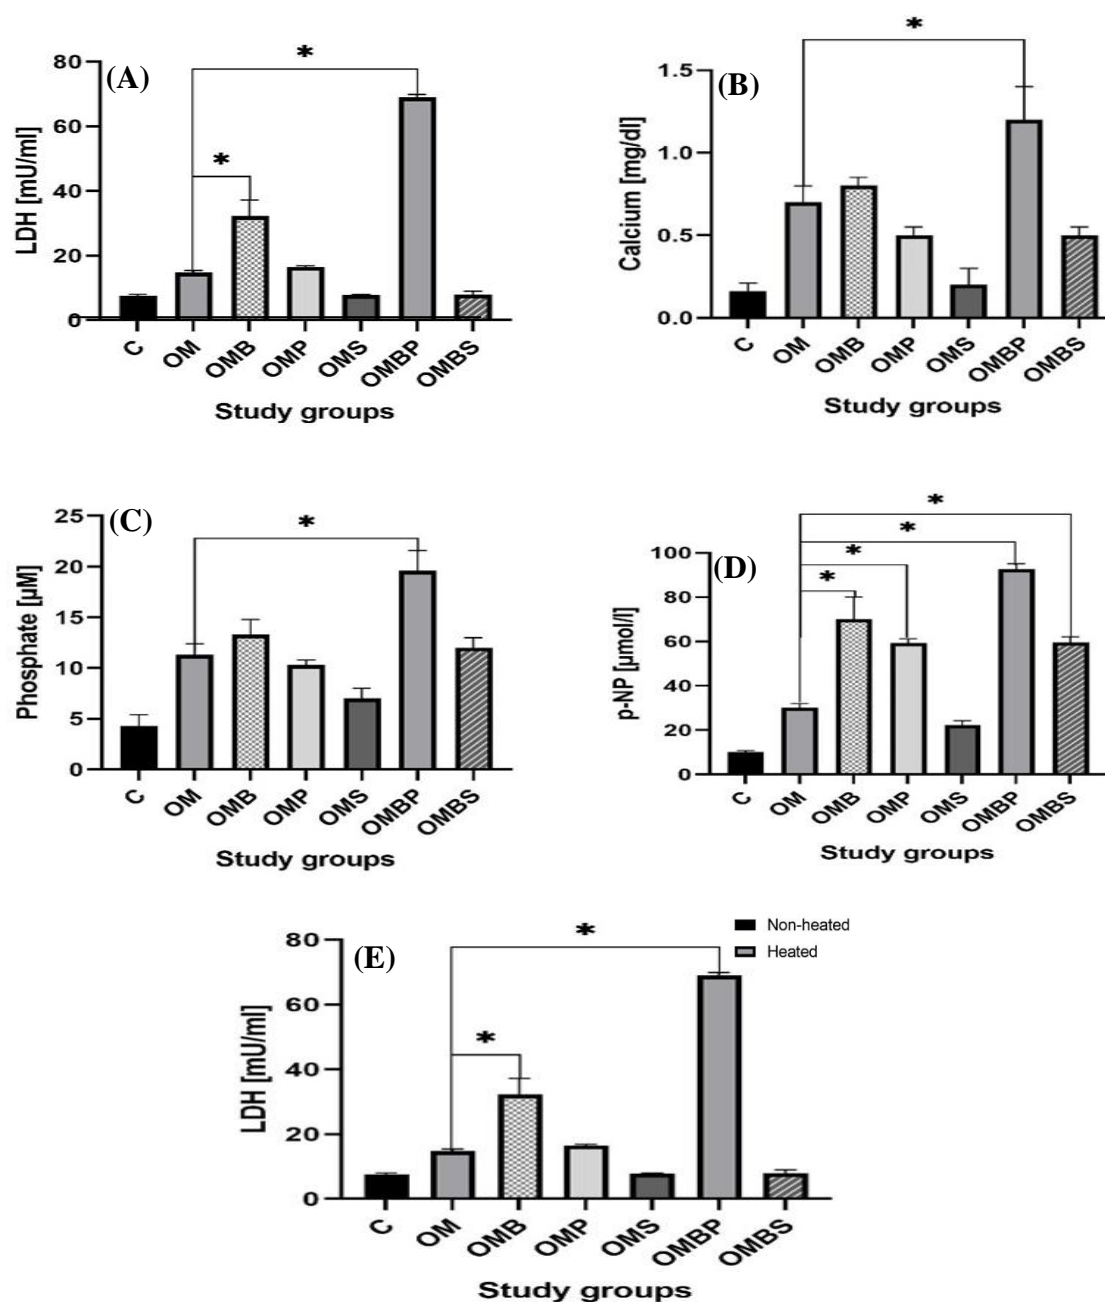 (A)
LDH [mU/ml]
80
60
40
20
0
*
*
C OM OMB OMP OMS OMBP OMBS
Study groups
(B)
Calcium [mg/dl]
1.5
1.0
0.5
0.0
*
C OM OMB OMP OMS OMBP OMBS
Study groups
(C)
Phosphate [µM]
25
20
15
10
5
0
*
C OM OMB OMP OMS OMBP OMBS
Study groups
(D)
p-NP [µmol/l]
100
80
60
40
20
0
*
*
*
*
C OM OMB OMP OMS OMBP OMBS
Study groups
(E)
LDH [mU/ml]
80
60
40
20
0
*
*
Non-heated
Heated
C OM OMB OMP OMS OMBP OMBS
Study groups